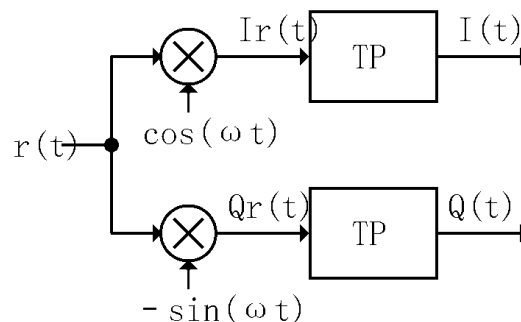 Ir(t)
TP
I(t)
cos(ωt)
r(t)
Qr(t)
TP
Q(t)
-sin(ωt)